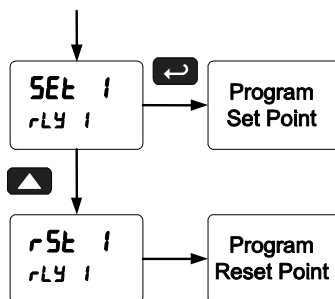 SEt 1
rLY 1
Program
Set Point
rSt 1
rLY 1
Program
Reset Point